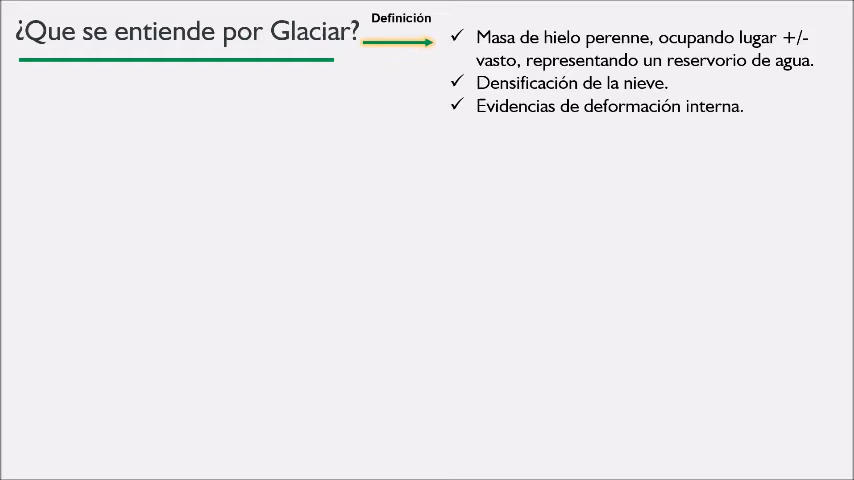 ¿Que se entiende por Glaciar?
Definición
✓ Masa de hielo perenne, ocupando lugar +/-
vasto, representando un reservorio de agua.
✓ Densificación de la nieve.
✓ Evidencias de deformación interna.